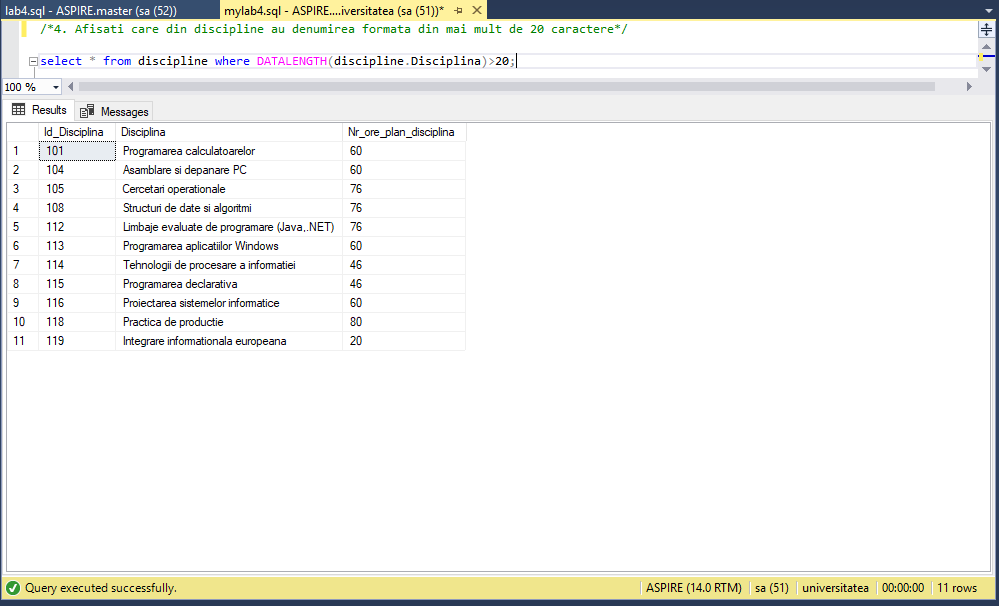 lab4.sql - ASPIRE.master (sa (52)) mylab4.sql - ASPIRE....iversitatea (sa (51))*
/*4. Afisati care din discipline au denumirea formata din mai mult de 20 caractere*/
select * from discipline where DATALENGTH(discipline.Disciplina)>20;
100 %
Results Messages
Id_Disciplina Disciplina Nr_ore_plan_disciplina
1 101 Programarea calculatoarelor 60
2 104 Asamblare si depanare PC 60
3 105 Cercetari operationale 76
4 108 Structuri de date si algoritmi 76
5 112 Limbaje evaluate de programare (Java,.NET) 76
6 113 Programarea aplicatiilor Windows 60
7 114 Tehnologii de procesare a informatiei 46
8 115 Programarea declarativa 46
9 116 Proiectarea sistemelor informatice 60
10 118 Practica de productie 80
11 119 Integrare informationala europeana 20
Query executed successfully. ASPIRE (14.0 RTM) sa (51) universitatea 00:00:00 11 rows